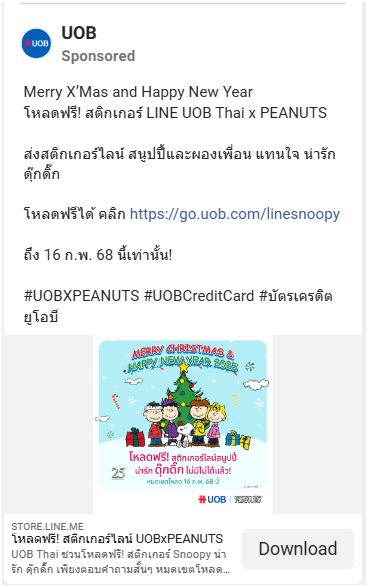 UOB
Sponsored
Merry X’Mas and Happy New Year
โหลดฟรี! สติกเกอร์ LINE UOB Thai x PEANUTS
ส่งสติกเกอร์ไลน์ สนูปปี้และผองเพื่อน แทนใจ น่ารัก
ตุ๊กติ๊ก
โหลดฟรีได้ คลิก https://go.uob.com/linesnoopy
ถึง 16 ก.พ. 68 นี้เท่านั้น!
#UOBXPEANUTS #UOBCreditCard #บัตรเครดิต
ยูโอบี
MERRY CHRISTMAS &
HAPPY NEW YEAR 2025
โหลดฟรี! สติกเกอร์ไลน์สนูปปี้
น่ารัก ดุ๊กดิ๊ก ไม่มีไม่ได้แล้ว!
หมดเขตโหลด 16 ก.พ. 68 นี้
25
UOB
PEANUTS
STORE.LINE.ME
โหลดฟรี! สติกเกอร์ไลน์ UOBxPEANUTS
UOB Thai ชวนโหลดฟรี! สติกเกอร์ Snoopy น่า
รัก ดุ๊กดิ๊ก เพียงตอบคำถามสั้นๆ หมดเขตโหลด…
Download